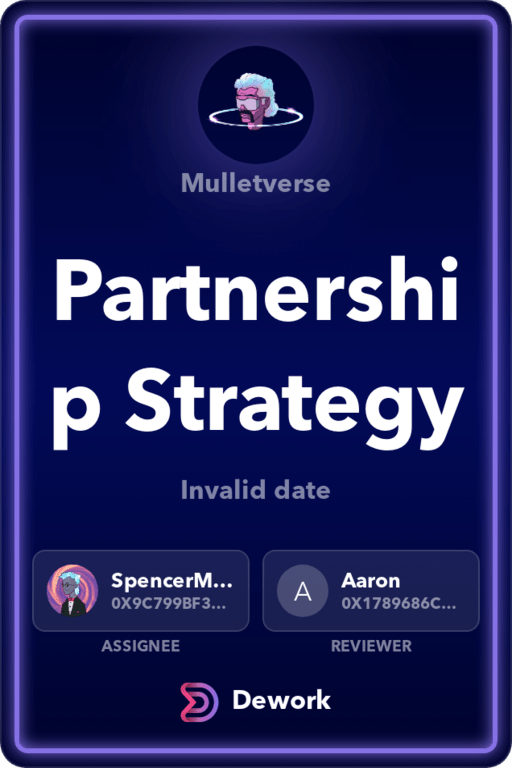 Mulletverse
Partnershi
p Strategy
Invalid date
SpencerM...
0X9C799BF3...
A
Aaron
0X1789686C...
ASSIGNEE
REVIEWER
Dework